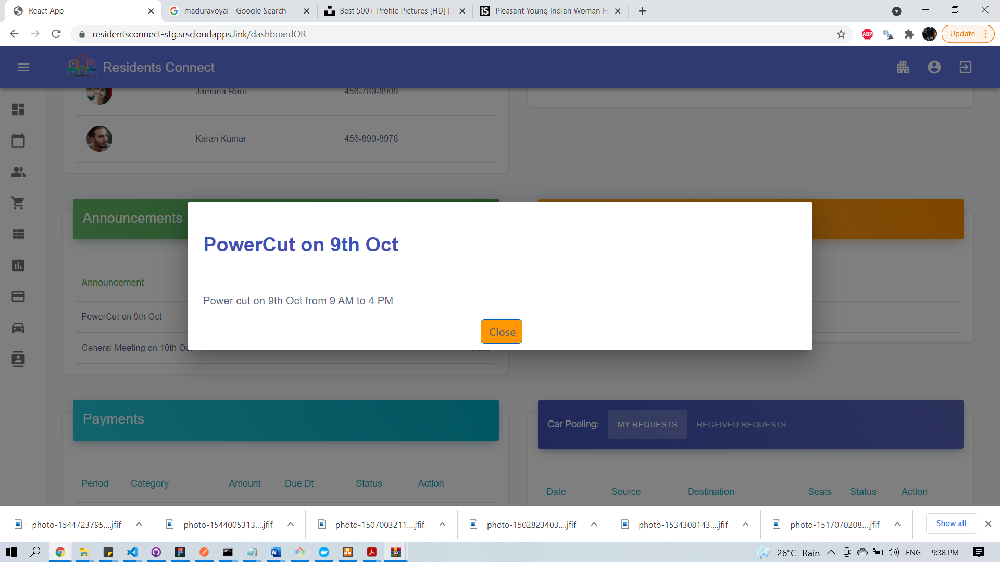 React App
maduravoyal - Google Search
Best 500+ Profile Pictures [HD] |
Pleasant Young Indian Woman Fr
residentsconnect-stg.srscloudapps.link/dashboardOR
ABP
Update
Residents Connect
Jamuna Rani 456-789-8909
Karan Kumar 456-890-8978
Announcements
PowerCut on 9th Oct
Announcement
Power cut on 9th Oct from 9 AM to 4 PM
PowerCut on 9th Oct
Close
General Meeting on 10th Oc
Payments
Car Pooling: MY REQUESTS RECEIVED REQUESTS
Period Category Amount Due Dt Status Action
Date Source Destination Seats Status Action
photo-1544723795....jfif
photo-1544005313....jfif
photo-1507003211....jfif
photo-1502823403....jfif
photo-1534308143....jfif
photo-1517070208....jfif
Show all
26°C Rain ENG 9:38 PM